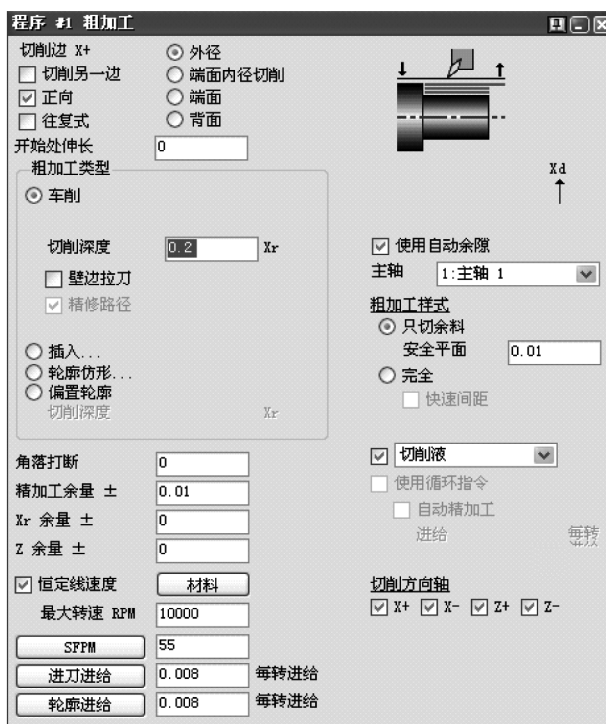 程序 #1 粗加工
切削边 X+
切削另一边
正向
往复式
外径
端面内径切削
端面
背面
开始处伸长 0
粗加工类型
车削
切削深度 0.2 Xr
壁边拉刀
精修路径
插入...
轮廓仿形...
偏置轮廓
切削深度 Xr
角落打断 0
精加工余量 ± 0.01
Xr 余量 ± 0
Z 余量 ± 0
恒定线速度 材料
最大转速 RPM 10000
SFPM 55
进刀进给 0.008 每转进给
轮廓进给 0.008 每转进给
Xd
使用自动余隙
主轴 1:主轴 1
粗加工样式
只切余料
安全平面 0.01
完全
快速间距
切削液
使用循环指令
自动精加工
进给 每转
切削方向轴
X+ X- Z+ Z-